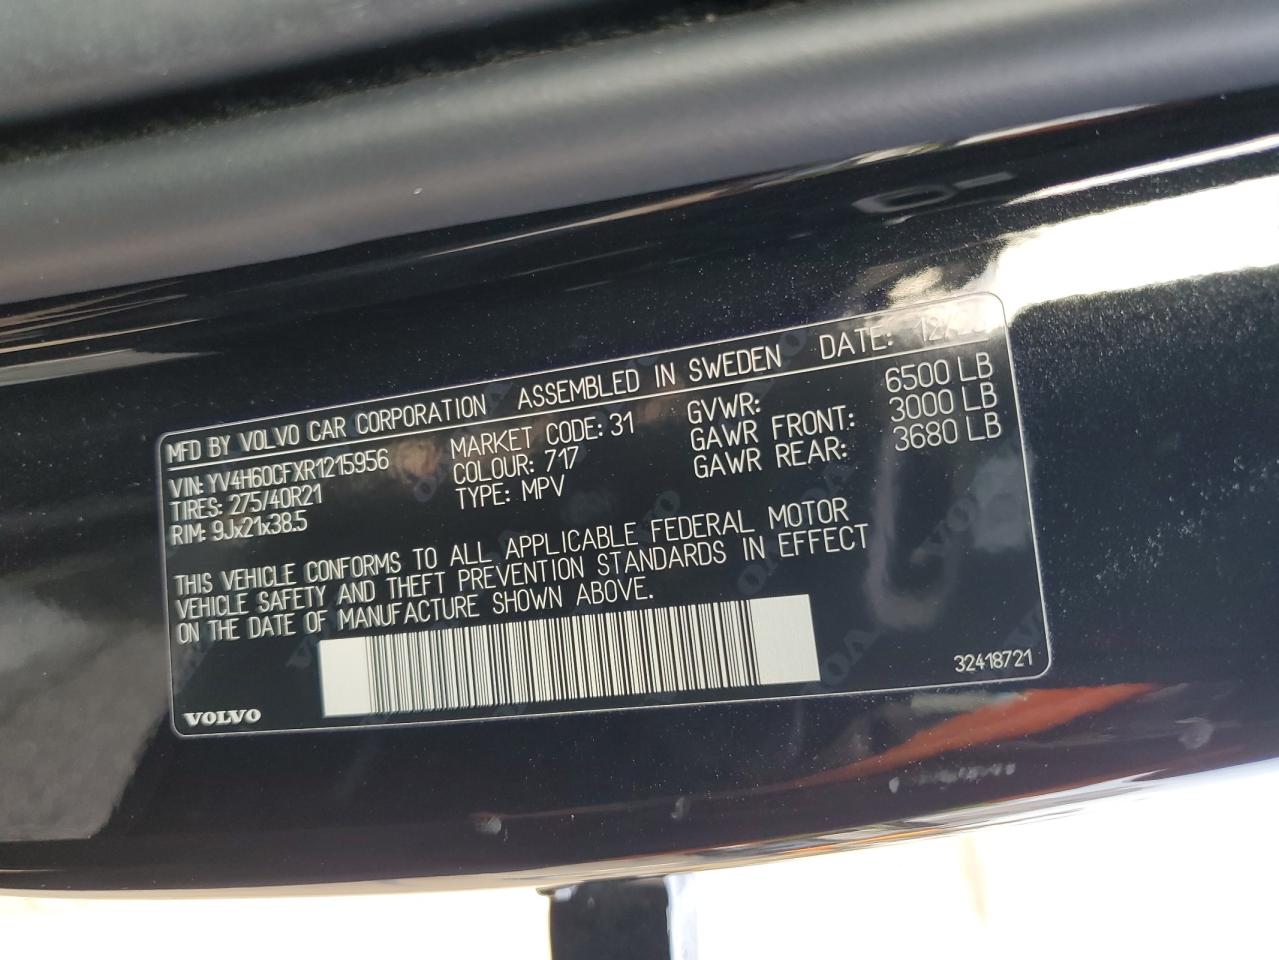 MFD BY VOLVO CAR CORPORATION ASSEMBLED IN SWEDEN DATE: 12/
VIN: YV4H60CFXR1215956 MARKET CODE: 31 GVWR: 6500 LB
TIRES: 275/40R21 COLOUR: 717 GAWR FRONT: 3000 LB
RIM: 9Jx21x38.5 TYPE: MPV GAWR REAR: 3680 LB
THIS VEHICLE CONFORMS TO ALL APPLICABLE FEDERAL MOTOR
VEHICLE SAFETY AND THEFT PREVENTION STANDARDS IN EFFECT
ON THE DATE OF MANUFACTURE SHOWN ABOVE.
VOLVO 32418721